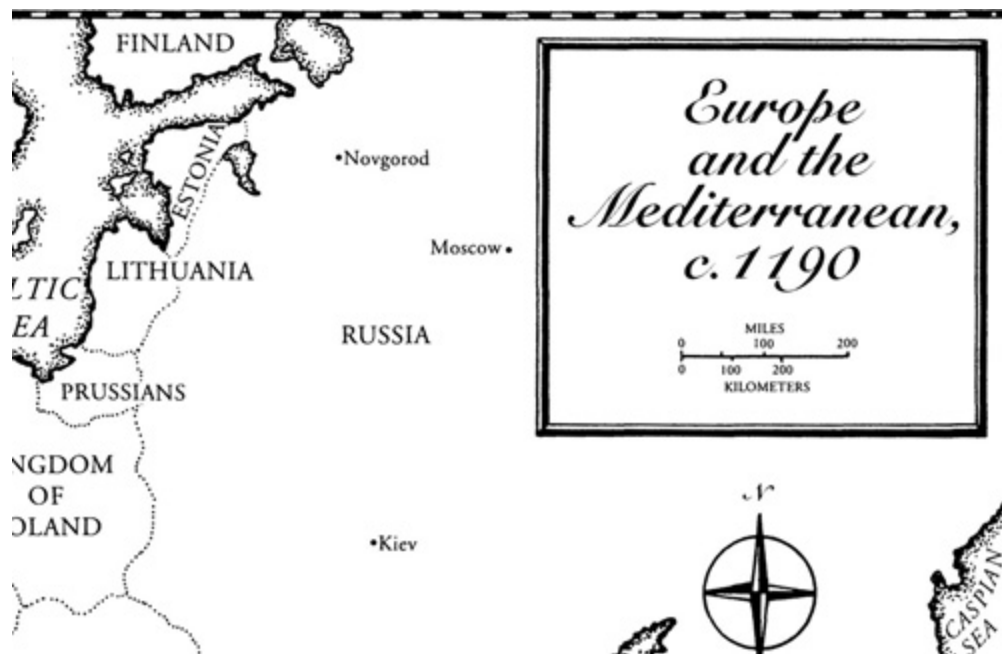 FINLAND
ESTONIA
•Novgorod
Moscow•
LITHUANIA
LTIC
EA
RUSSIA
PRUSSIANS
NGDOM
OF
OLAND
•Kiev
Europe
and the
Mediterranean,
c. 1190
MILES
0 100 200
0 100 200
KILOMETERS
N
CASPIAN
SEA